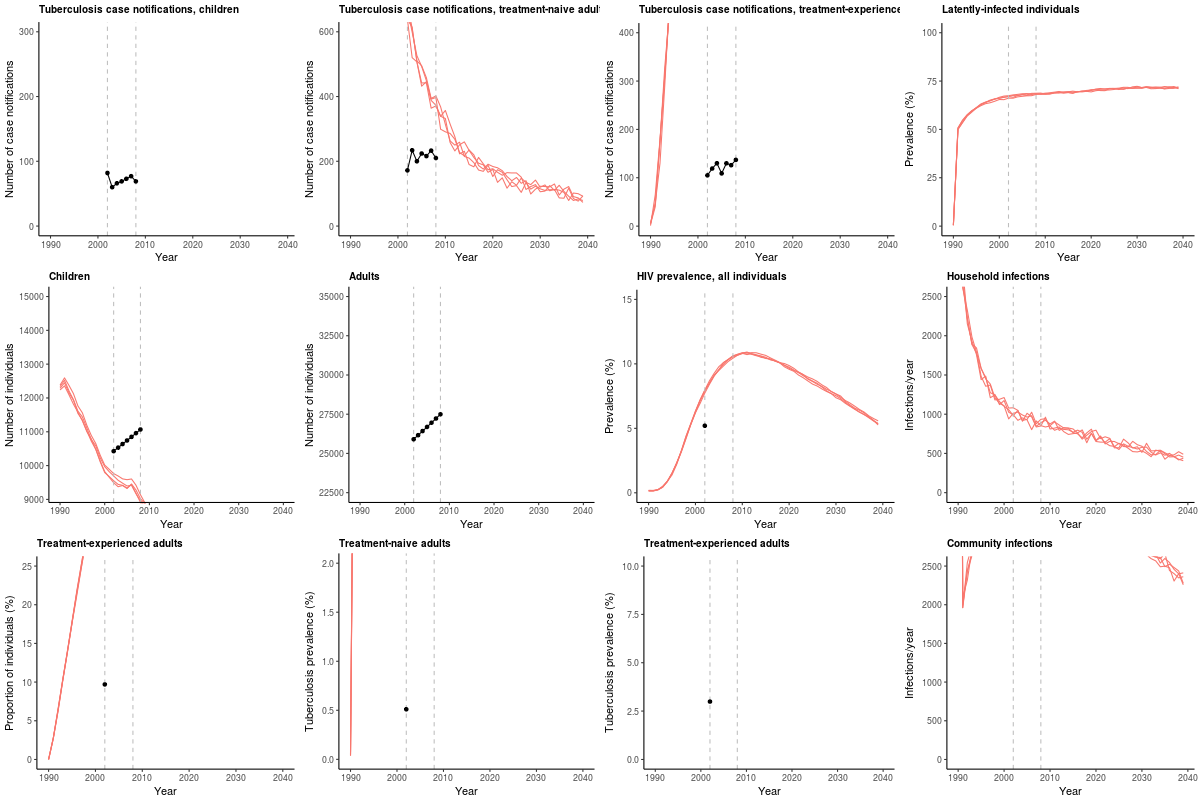 Tuberculosis case notifications, children
Number of case notifications
300
200
100
0
1990 2000 2010 2020 2030 2040
Year
Tuberculosis case notifications, treatment-naive adul
Number of case notifications
600
400
200
0
1990 2000 2010 2020 2030 2040
Year
Tuberculosis case notifications, treatment-experience
Number of case notifications
400
300
200
100
0
1990 2000 2010 2020 2030 2040
Year
Latently-infected individuals
Prevalence (%)
100
75
50
25
0
1990 2000 2010 2020 2030 2040
Year
Children
Number of individuals
15000
14000
13000
12000
11000
10000
9000
1990 2000 2010 2020 2030 2040
Year
Adults
Number of individuals
35000
32500
30000
27500
25000
22500
1990 2000 2010 2020 2030 2040
Year
HIV prevalence, all individuals
Prevalence (%)
15
10
5
0
1990 2000 2010 2020 2030 2040
Year
Household infections
Infections/year
2500
2000
1500
1000
500
0
1990 2000 2010 2020 2030 2040
Year
Treatment-experienced adults
Proportion of individuals (%)
25
20
15
10
5
0
1990 2000 2010 2020 2030 2040
Year
Treatment-naive adults
Tuberculosis prevalence (%)
2.0
1.5
1.0
0.5
0.0
1990 2000 2010 2020 2030 2040
Year
Treatment-experienced adults
Tuberculosis prevalence (%)
10.0
7.5
5.0
2.5
0.0
1990 2000 2010 2020 2030 2040
Year
Community infections
Infections/year
2500
2000
1500
1000
500
0
1990 2000 2010 2020 2030 2040
Year